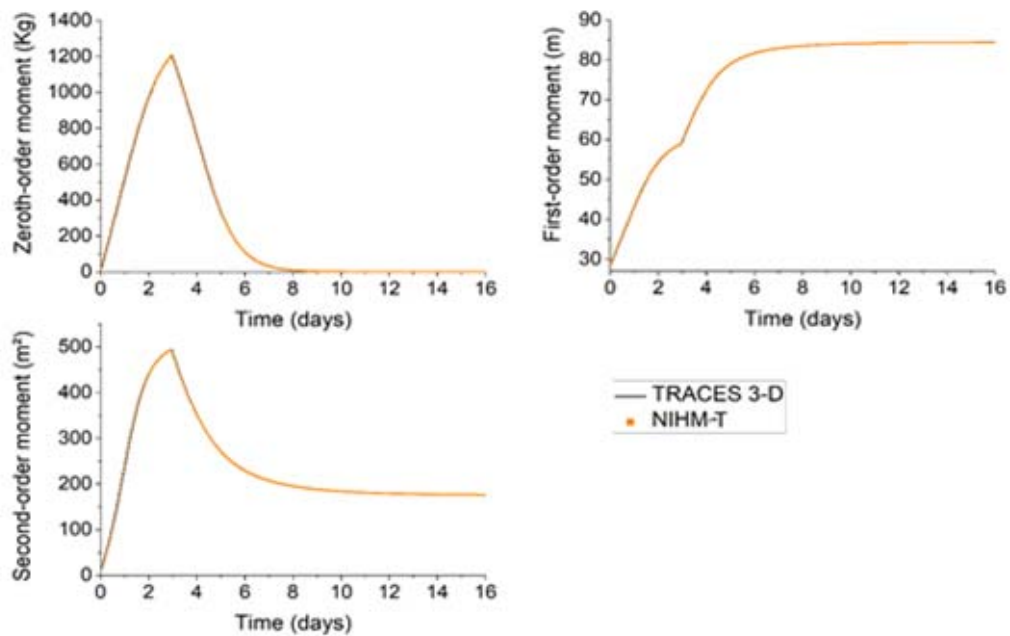 Zeroth-order moment (Kg)
1400
1200
1000
800
600
400
200
0
0 2 4 6 8 10 12 14 16
Time (days)
First-order moment (m)
90
80
70
60
50
40
30
0 2 4 6 8 10 12 14 16
Time (days)
Second-order moment (m²)
500
400
300
200
100
0
0 2 4 6 8 10 12 14 16
Time (days)
TRACES 3-D
NIHM-T